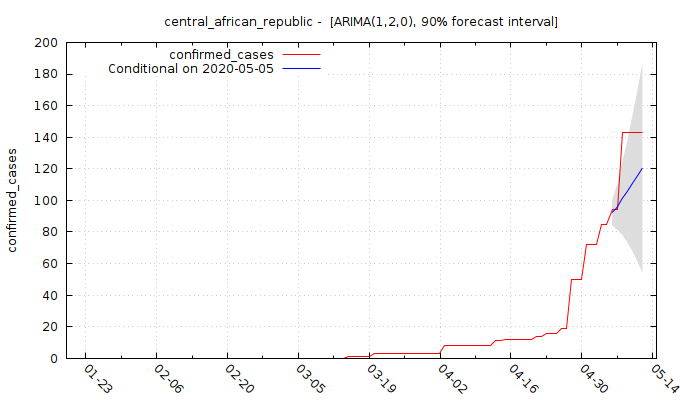 central_african_republic -  [ARIMA(1,2,0), 90% forecast interval]
confirmed_cases
Conditional on 2020-05-05
confirmed_cases
200
180
160
140
120
100
80
60
40
20
0
01-23 02-06 02-20 03-05 03-19 04-02 04-16 04-30 05-14